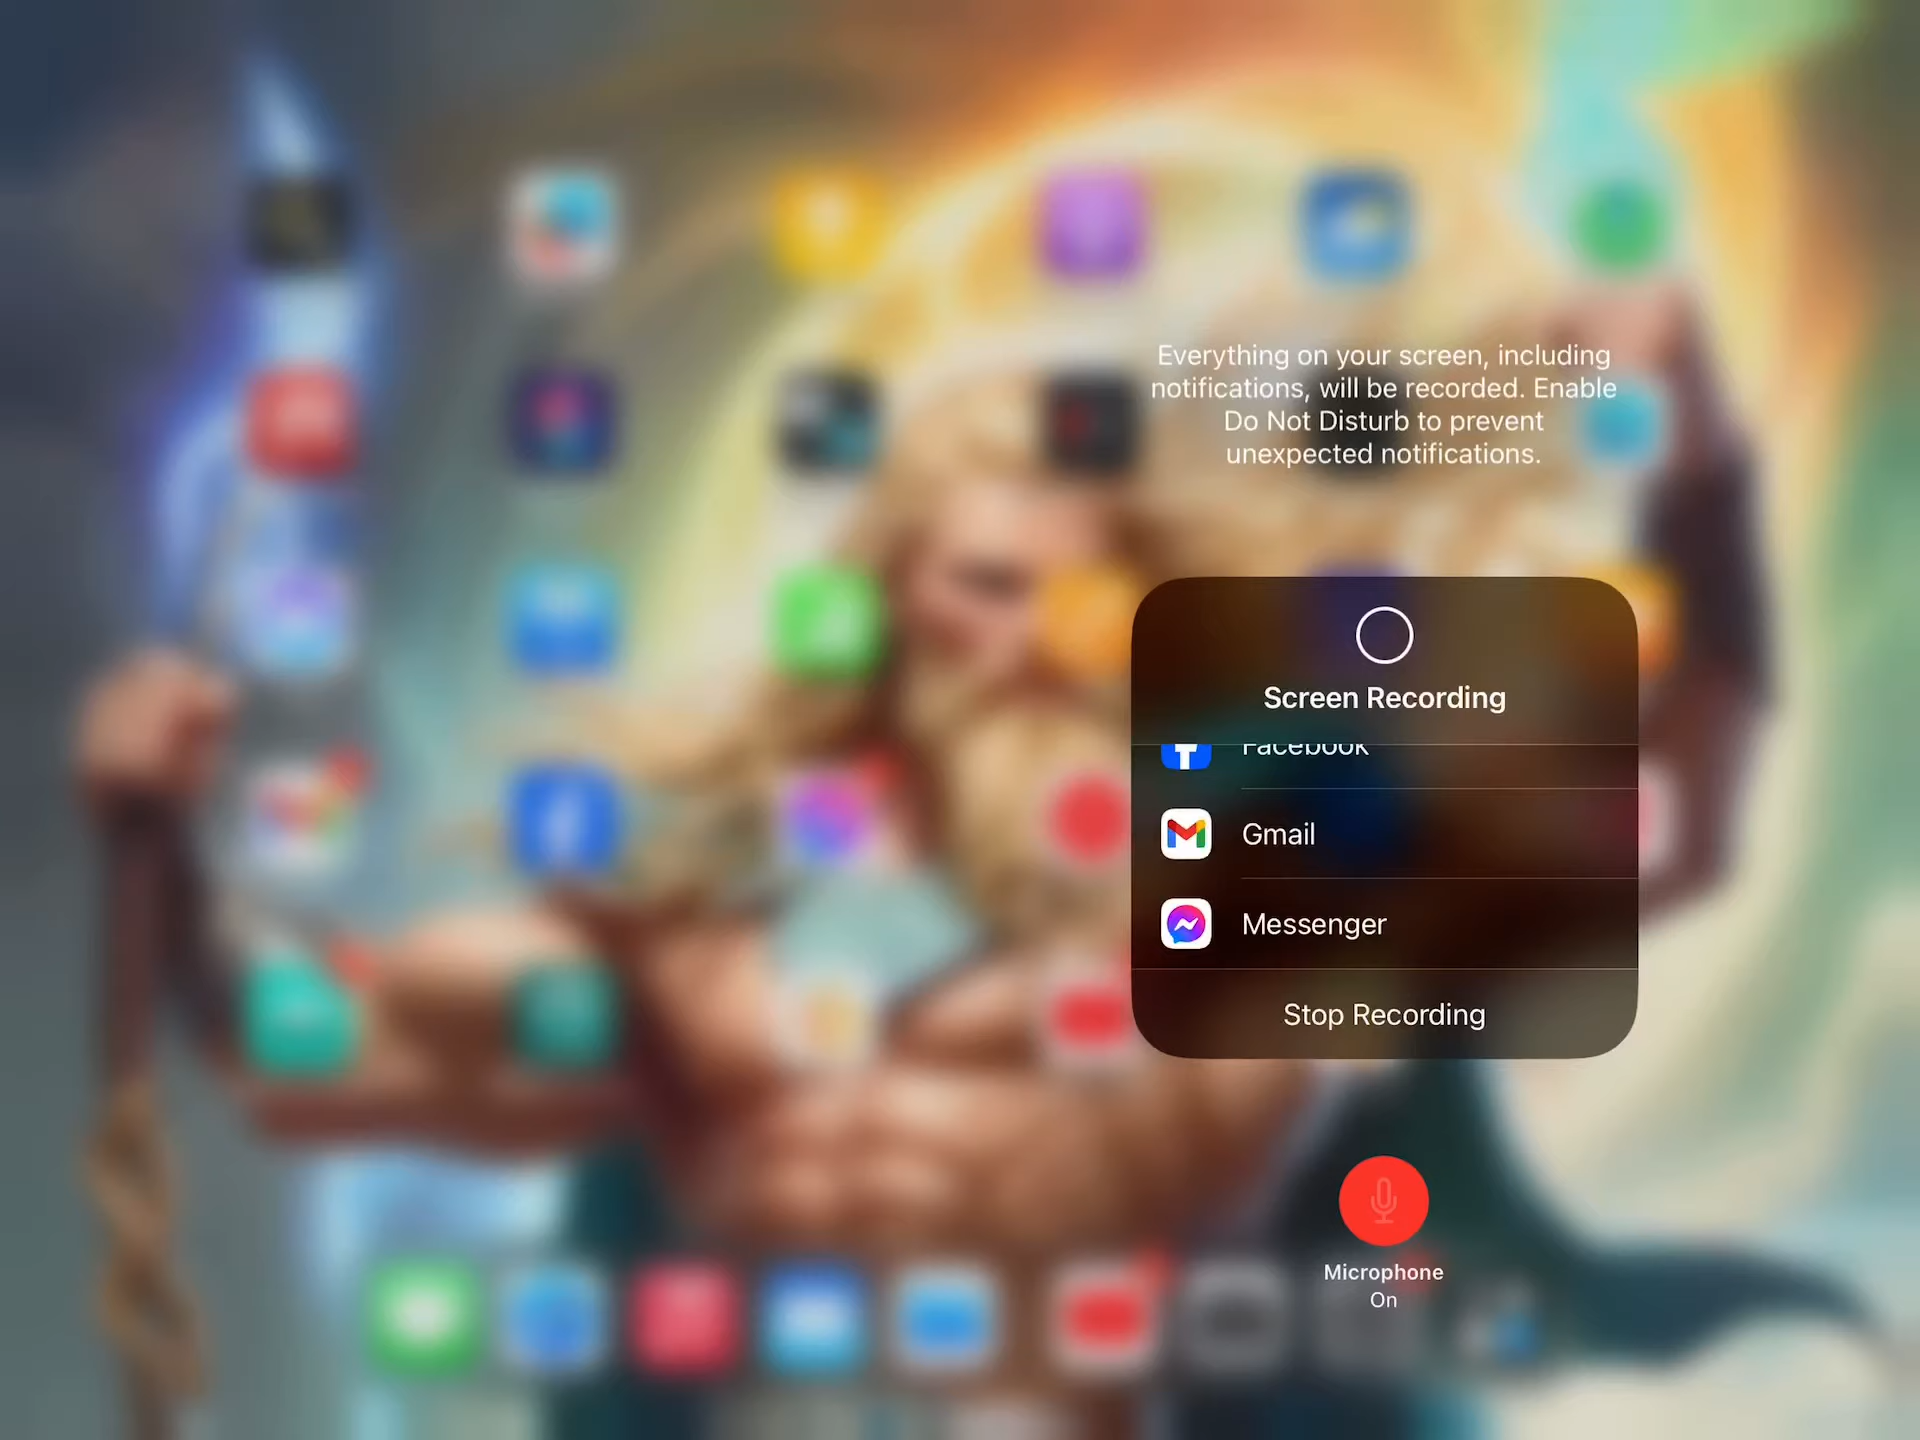 Everything on your screen, including
notifications, will be recorded. Enable
Do Not Disturb to prevent
unexpected notifications.
Screen Recording
Facebook
Gmail
Messenger
Stop Recording
Microphone
On